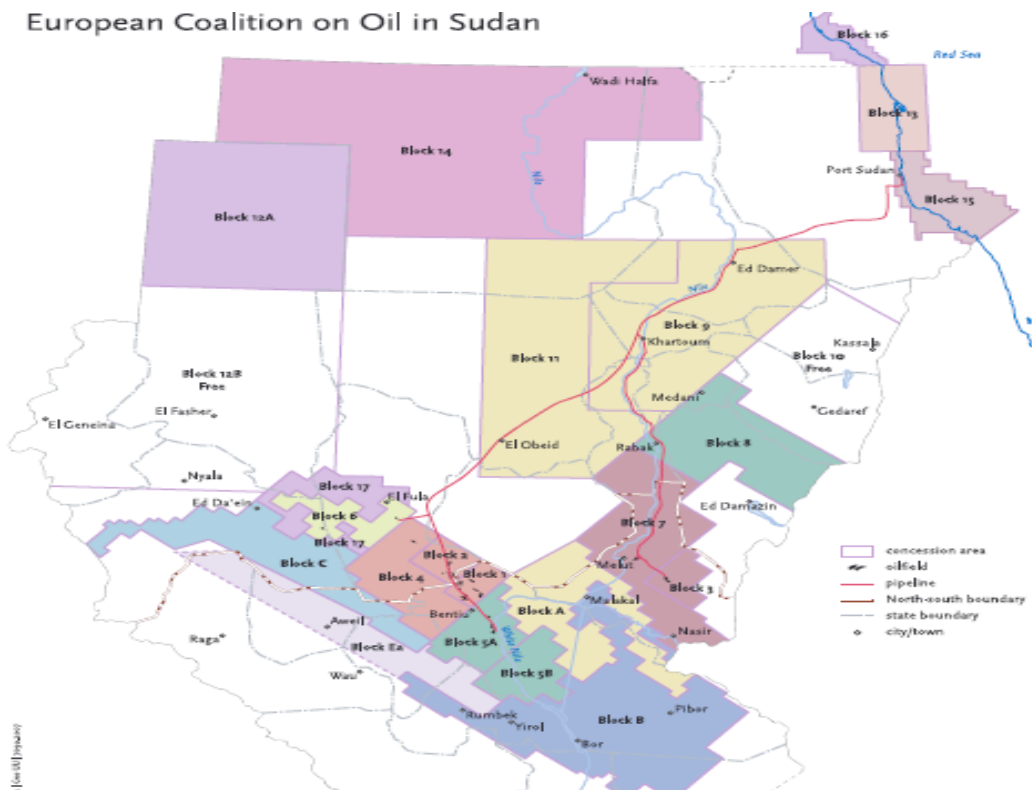 European Coalition on Oil in Sudan
Block 16
Red Sea
Wadi Halfa
Block 13
Block 14
Nile
Port Sudan
Block 15
Block 12A
Ed Damer
Nile
Block 9
Khartoum
Kassala
Block 11
Block 10
Free
Block 12B
Free
Medani
Gedaref
El Fasher
El Geneina
El Obeid
Rabak
Block 8
Nyala
Block 17
El Fula
Ed Da'ein
Ed Damazin
Block 6
Block 7
Block 17
Block 2
Block C
Melut
Block 1
Block 4
Block 3
Malakal
Block A
Bentiu
Aweil
Nasir
Raga
Block 5A
White Nile
Block Ea
Wau
Block 5B
Rumbek
Yirol
Block B
Pibor
Bor
concession area
oilfield
pipeline
North-south boundary
state boundary
city/town